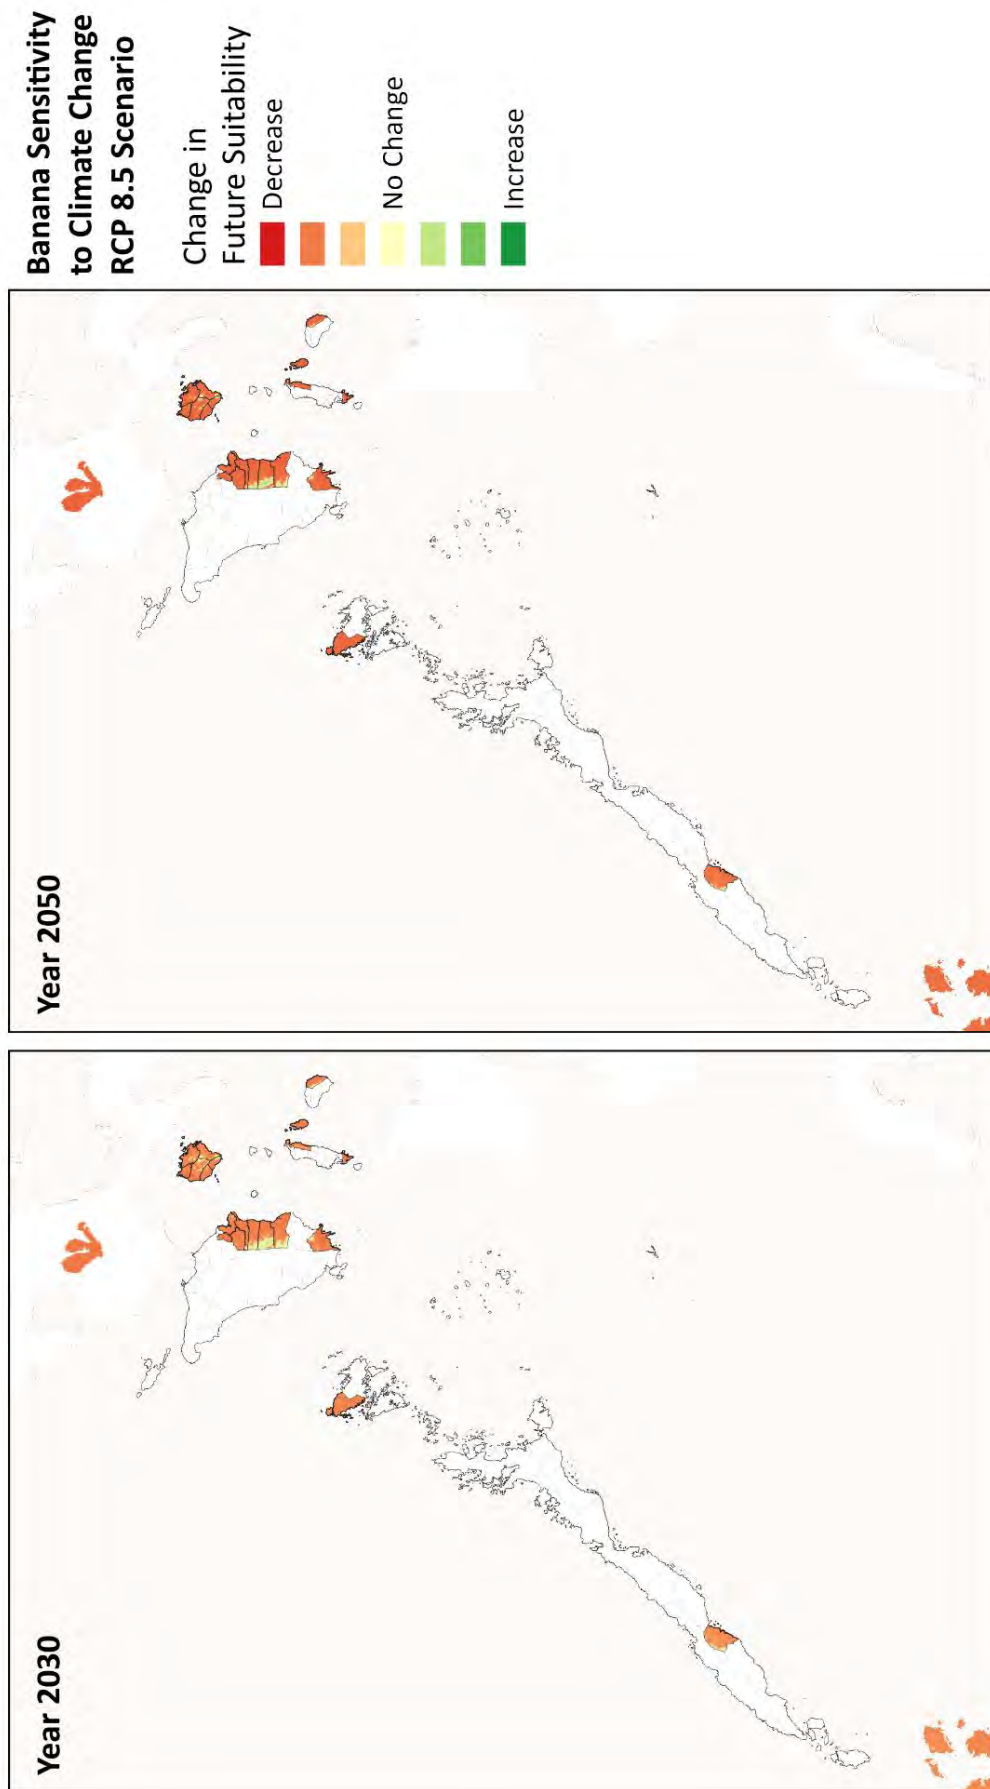 Banana Sensitivity
to Climate Change
RCP 8.5 Scenario
Change in
Future Suitability
Decrease
No Change
Increase
Year 2050
Year 2030